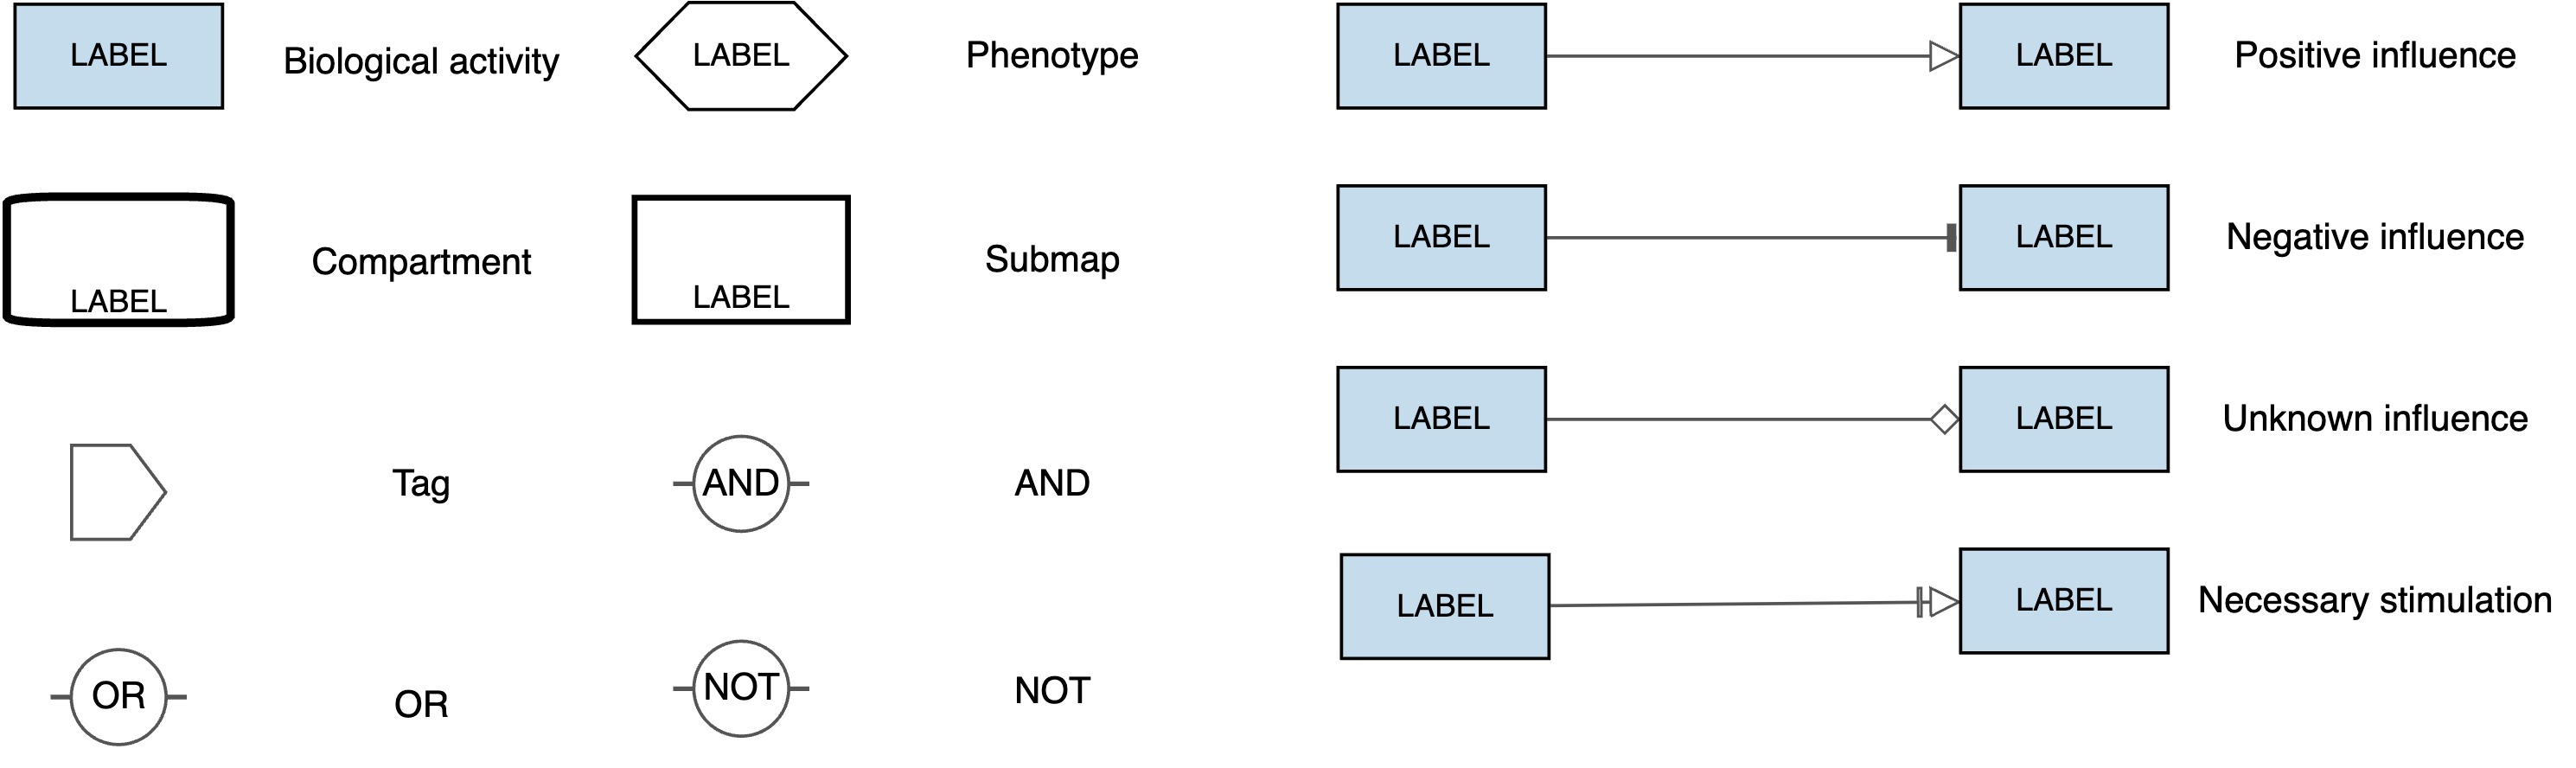 LABEL Biological activity LABEL Phenotype LABEL LABEL Positive influence
LABEL Compartment LABEL Submap LABEL LABEL Negative influence
Tag AND AND LABEL LABEL Unknown influence
OR OR NOT NOT LABEL LABEL Necessary stimulation